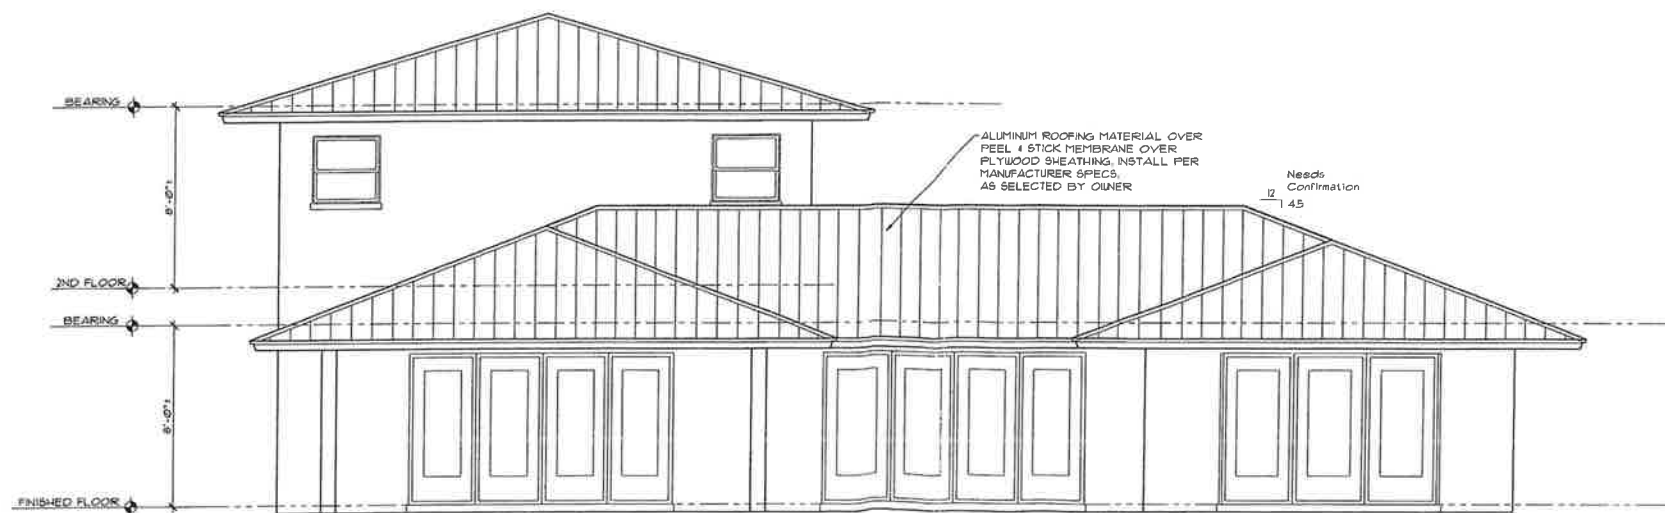 BEARING
ALUMINUM ROOFING MATERIAL OVER
PEEL & STICK MEMBRANE OVER
PLYWOOD SHEATHING, INSTALL PER
MANUFACTURER SPECS,
AS SELECTED BY OWNER
Needs
Confirmation
12
4.5
8'-0"±
2ND FLOOR
BEARING
8'-0"±
FINISHED FLOOR